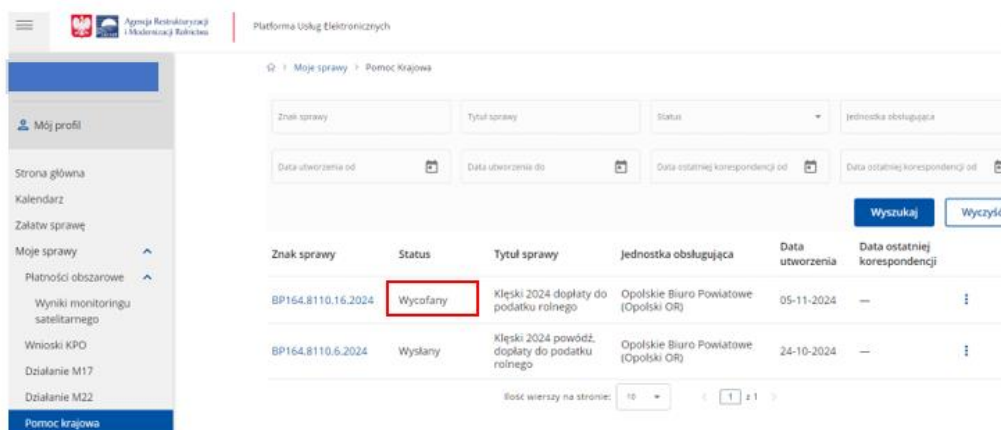 Agencja Restrukturyzacji
i Modernizacji Rolnictwa
Platforma Usług Elektronicznych
Moje sprawy > Pomoc Krajowa
Mój profil
Strona główna
Kalendarz
Załatw sprawę
Moje sprawy
Płatności obszarowe
Wyniki monitoringu
satelitarnego
Wnioski KPO
Działanie M17
Działanie M22
Pomoc krajowa
Znak sprawy
Tytuł sprawy
Status
Jednostka obsługująca
Data utworzenia od
Data utworzenia do
Data ostatniej korespondencji od
Data ostatniej korespondencji od
Wyszukaj
Wyczyść
Znak sprawy
Status
Tytuł sprawy
Jednostka obsługująca
Data
utworzenia
Data ostatniej
korespondencji
BP164.8110.16.2024
Wycofany
Klęski 2024 dopłaty do
podatku rolnego
Opolskie Biuro Powiatowe
(Opolski OR)
05-11-2024
—
BP164.8110.6.2024
Wysłany
Klęski 2024 powódź,
dopłaty do podatku
rolnego
Opolskie Biuro Powiatowe
(Opolski OR)
24-10-2024
—
Ilość wierszy na stronie: 10
1 z 1